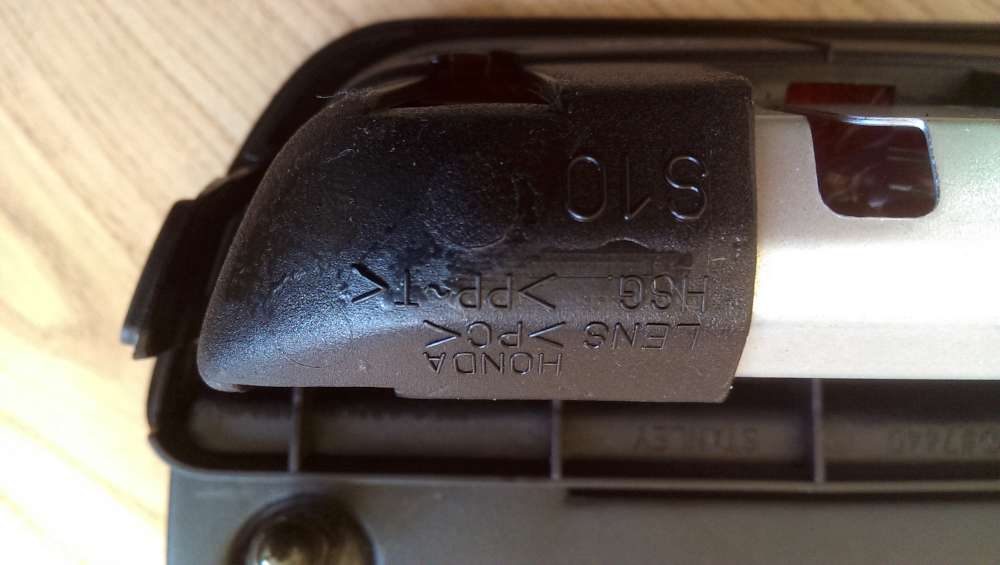 STANLEY
HONDA
LENS >PC<
HSG. >PP-T<
S10